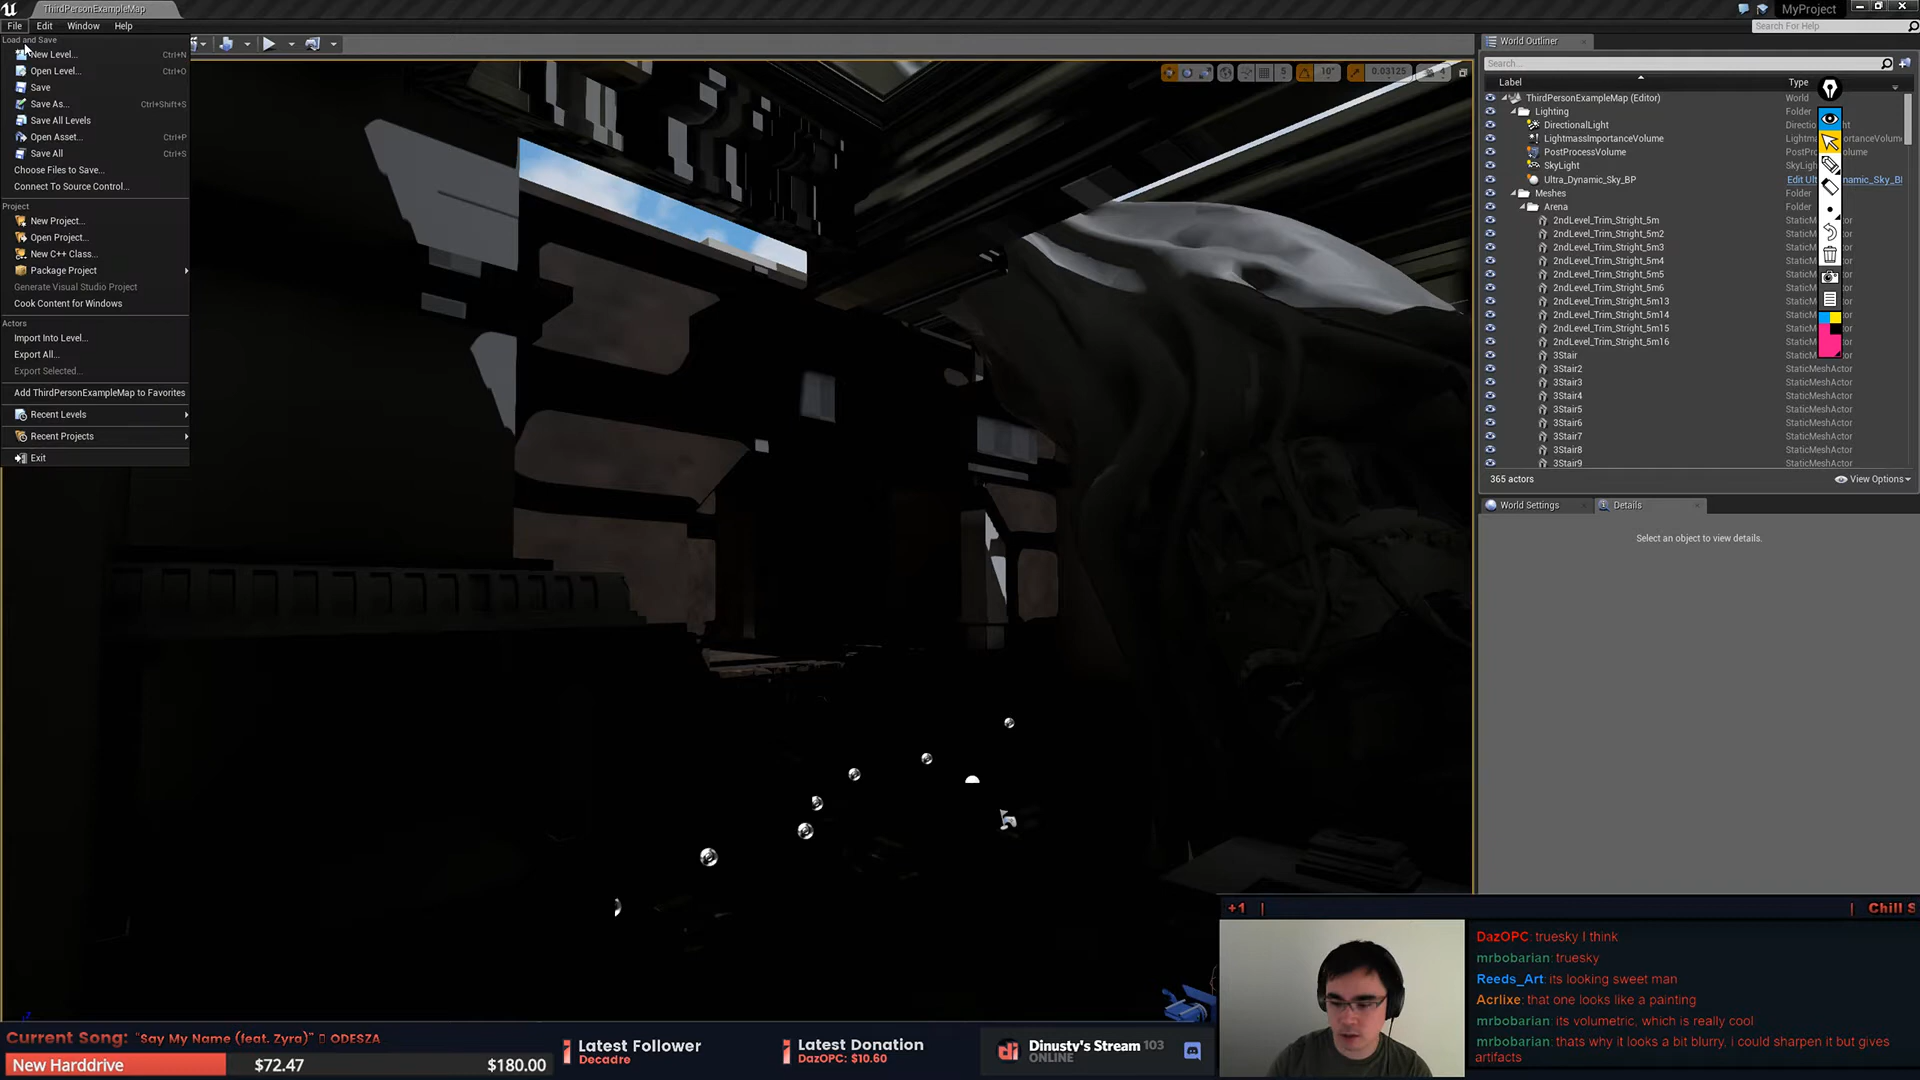 ThirdPersonExampleMap
MyProject
File Edit Window Help
Search For Help
Load and Save
New Level... Ctrl+N
Open Level... Ctrl+O
Save
Save As... Ctrl+Shift+S
Save All Levels
Open Asset... Ctrl+P
Save All Ctrl+S
Choose Files to Save...
Connect To Source Control...
Project
New Project...
Open Project...
New C++ Class...
Package Project
Generate Visual Studio Project
Cook Content for Windows
Actors
Import Into Level...
Export All...
Export Selected...
Add ThirdPersonExampleMap to Favorites
Recent Levels
Recent Projects
Exit
5 10° 0.03125 4
World Outliner
Search...
Label Type
ThirdPersonExampleMap (Editor) World
Lighting Folder
DirectionalLight
LightmassImportanceVolume
PostProcessVolume
SkyLight
Ultra_Dynamic_Sky_BP
Meshes Folder
Arena Folder
2ndLevel_Trim_Stright_5m
2ndLevel_Trim_Stright_5m2
2ndLevel_Trim_Stright_5m3
2ndLevel_Trim_Stright_5m4
2ndLevel_Trim_Stright_5m5
2ndLevel_Trim_Stright_5m6
2ndLevel_Trim_Stright_5m13
2ndLevel_Trim_Stright_5m14
2ndLevel_Trim_Stright_5m15
2ndLevel_Trim_Stright_5m16
3Stair
3Stair2 StaticMeshActor
3Stair3 StaticMeshActor
3Stair4 StaticMeshActor
3Stair5 StaticMeshActor
3Stair6 StaticMeshActor
3Stair7 StaticMeshActor
3Stair8 StaticMeshActor
3Stair9 StaticMeshActor
365 actors View Options
World Settings Details
Select an object to view details.
+1 | | Chill S
DazOPC: truesky I think
mrbobarian: truesky
Reeds_Art: its looking sweet man
Acrlixe: that one looks like a painting
mrbobarian: its volumetric, which is really cool
mrbobarian: thats why it looks a bit blurry, i could sharpen it but gives
artifacts
Current Song: "Say My Name (feat. Zyra)" ODESZA
New Harddrive $72.47 $180.00
Latest Follower
Decadre
Latest Donation
DazOPC: $10.60
Dinusty's Stream 103
ONLINE